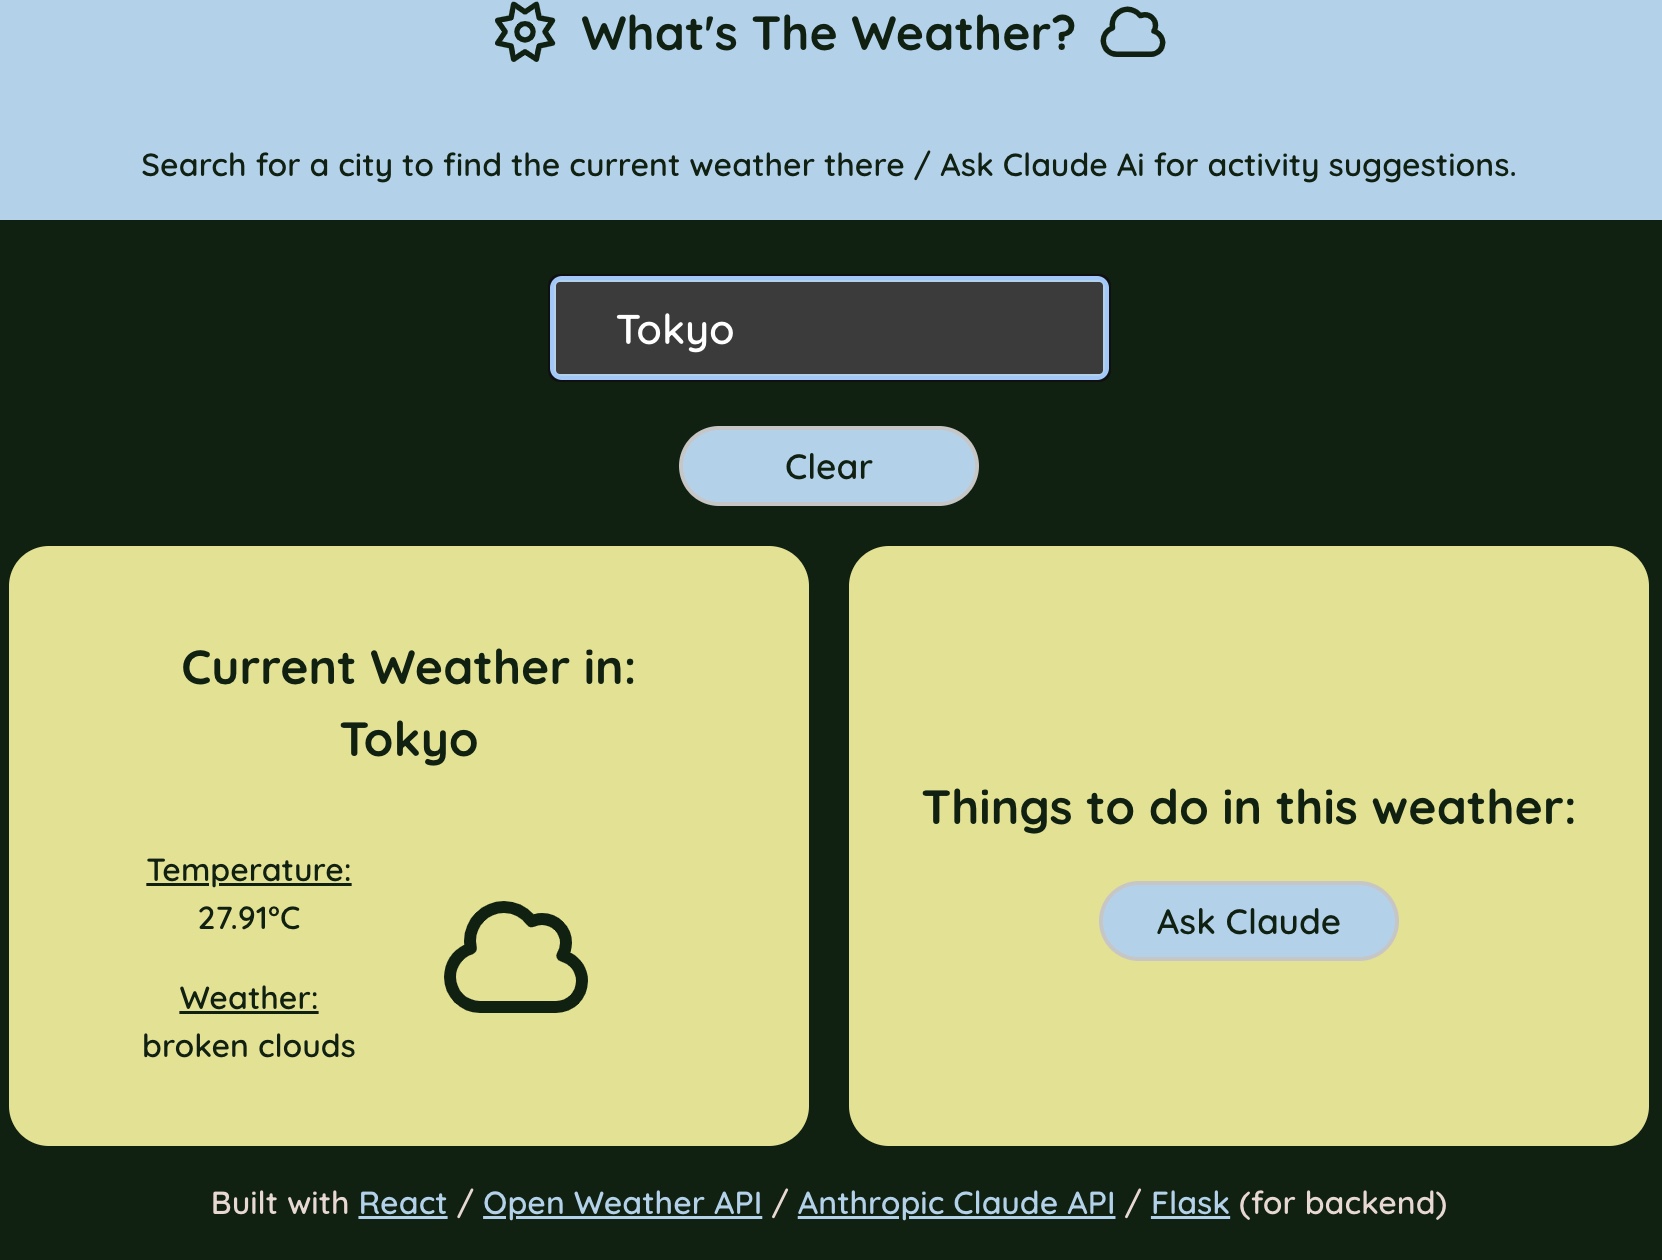 What's The Weather?
Search for a city to find the current weather there / Ask Claude Ai for activity suggestions.
Tokyo
Clear
Current Weather in:
Tokyo
Temperature:
27.91°C
Weather:
broken clouds
Things to do in this weather:
Ask Claude
Built with React / Open Weather API / Anthropic Claude API / Flask (for backend)